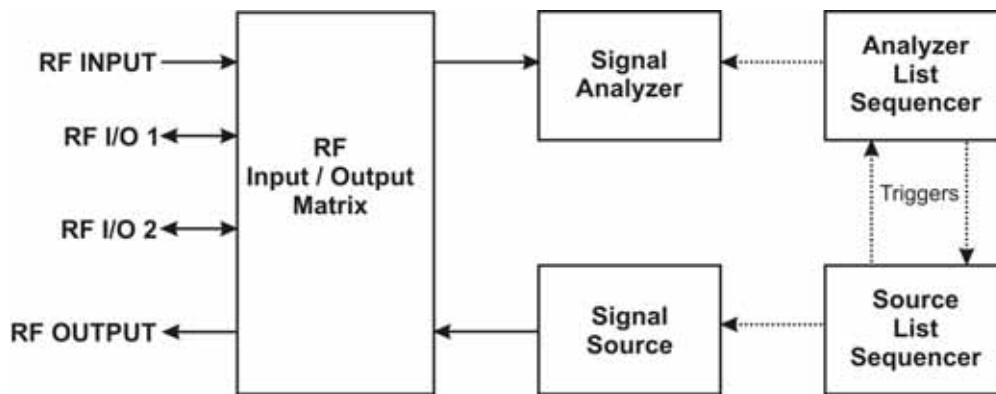 RF INPUT
RF I/O 1
RF I/O 2
RF OUTPUT
RF
Input / Output
Matrix
Signal
Analyzer
Analyzer
List
Sequencer
Triggers
Signal
Source
Source
List
Sequencer